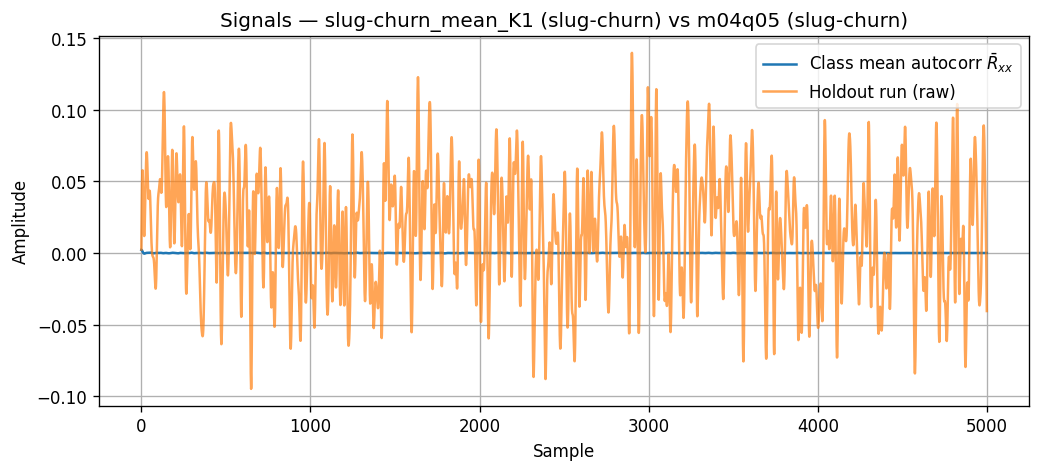 Signals — slug-churn_mean_K1 (slug-churn) vs m04q05 (slug-churn)
Class mean autocorr R̄xx
Holdout run (raw)
Amplitude
0.15
0.10
0.05
0.00
−0.05
−0.10
0 1000 2000 3000 4000 5000
Sample